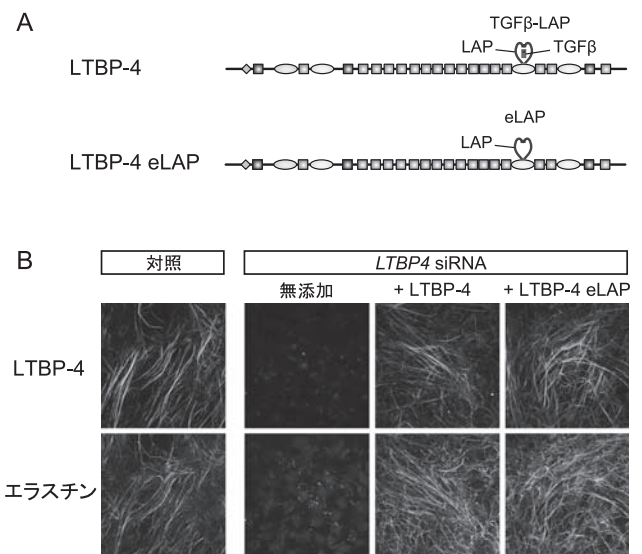 A
TGFβ-LAP
LAP TGFβ
LTBP-4
eLAP
LAP
LTBP-4 eLAP
B
対照 LTBP4 siRNA
無添加 + LTBP-4 + LTBP-4 eLAP
LTBP-4
エラスチン